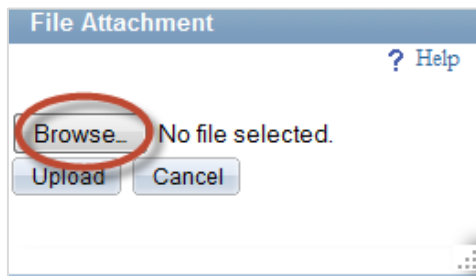 File Attachment
? Help
Browse… No file selected.
Upload Cancel